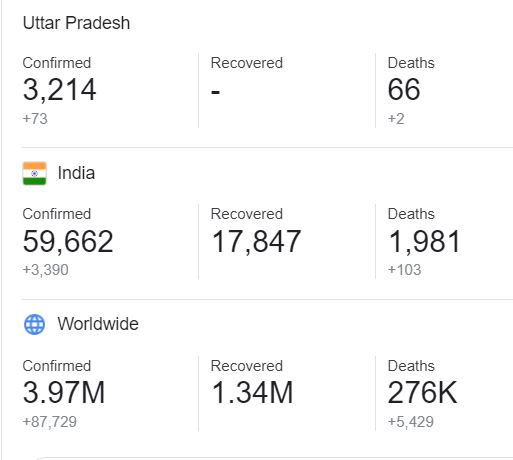 Uttar Pradesh
Confirmed Recovered Deaths
3,214 - 66
+73 +2
India
Confirmed Recovered Deaths
59,662 17,847 1,981
+3,390 +103
Worldwide
Confirmed Recovered Deaths
3.97M 1.34M 276K
+87,729 +5,429